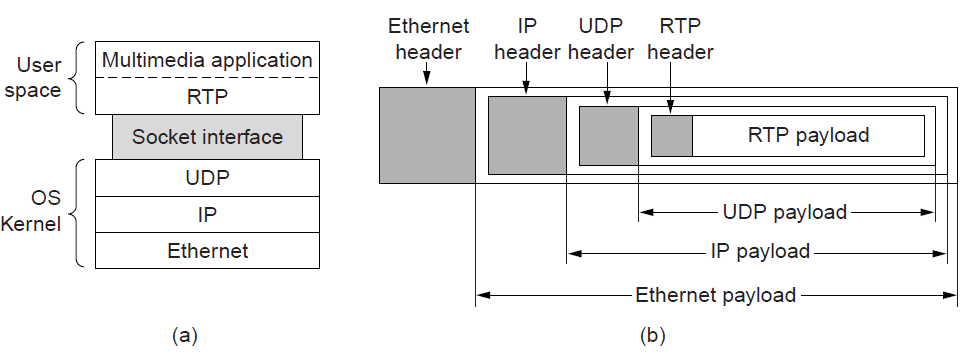 User
space
Multimedia application
RTP
Socket interface
OS
Kernel
UDP
IP
Ethernet
(a)
Ethernet
header
IP
header
UDP
header
RTP
header
RTP payload
UDP payload
IP payload
Ethernet payload
(b)